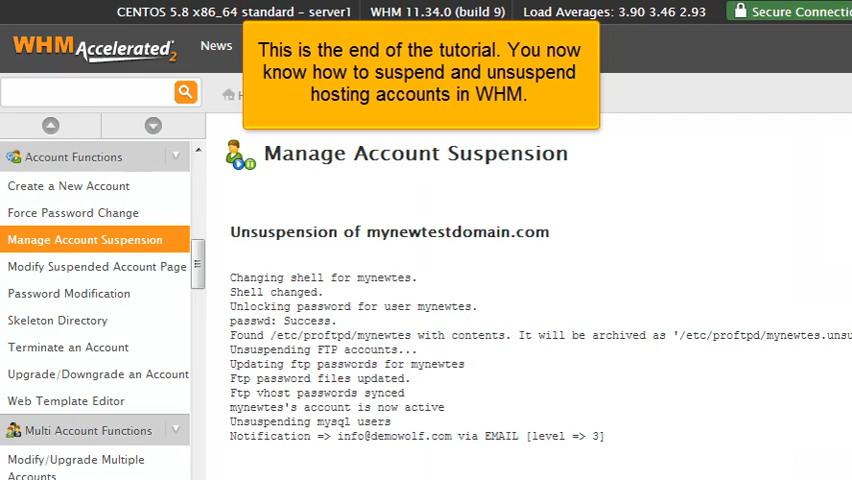 CENTOS 5.8 x86_64 standard - server1 WHM 11.34.0 (build 9) Load Averages: 3.90 3.46 2.93 Secure Connectio
WHM Accelerated2 News
This is the end of the tutorial. You now
know how to suspend and unsuspend
hosting accounts in WHM.
Account Functions
Create a New Account
Force Password Change
Manage Account Suspension
Modify Suspended Account Page
Password Modification
Skeleton Directory
Terminate an Account
Upgrade/Downgrade an Account
Web Template Editor
Multi Account Functions
Modify/Upgrade Multiple
Accounts
Manage Account Suspension
Unsuspension of mynewtestdomain.com
Changing shell for mynewtes.
Shell changed.
Unlocking password for user mynewtes.
passwd: Success.
Found /etc/proftpd/mynewtes with contents. It will be archived as '/etc/proftpd/mynewtes.unsu
Unsuspending FTP accounts...
Updating ftp passwords for mynewtes
Ftp password files updated.
Ftp vhost passwords synced
mynewtes's account is now active
Unsuspending mysql users
Notification => info@demowolf.com via EMAIL [level => 3]